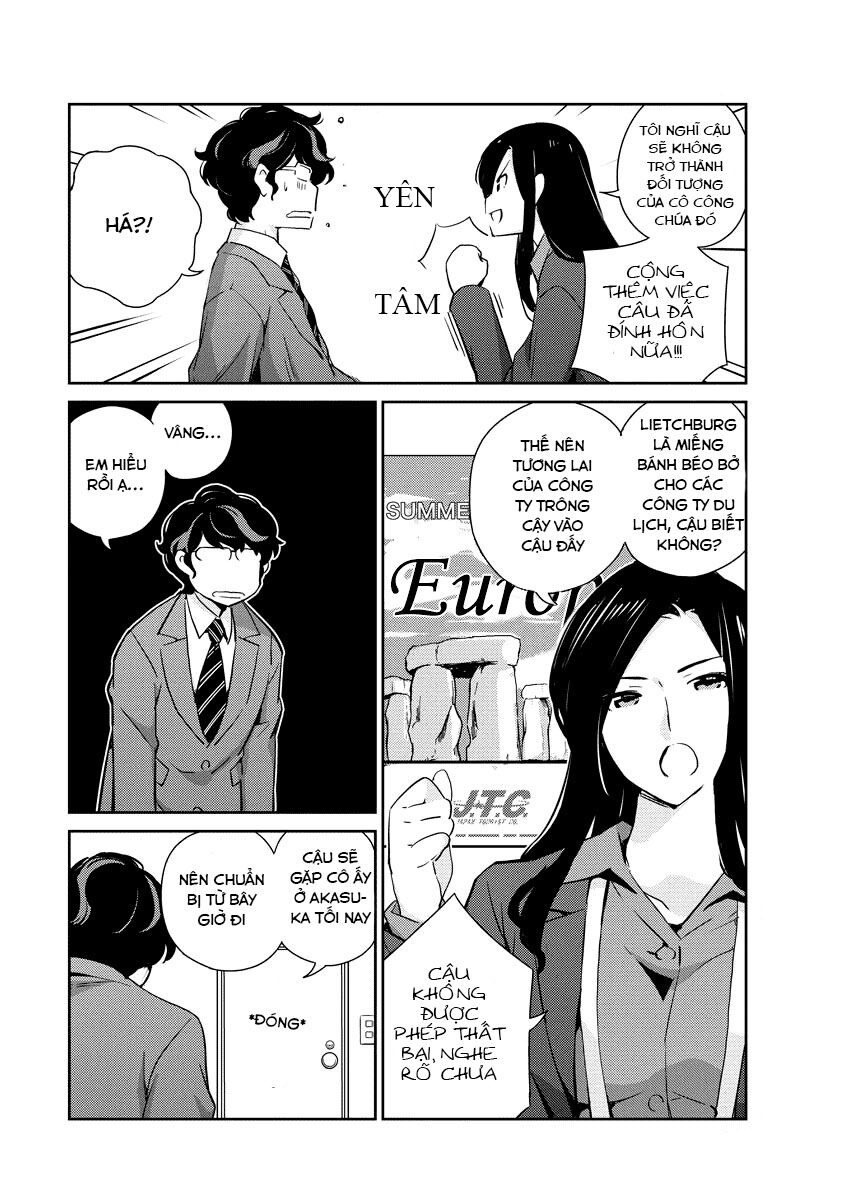 TÔI NGHĨ CẬU
SẼ KHÔNG
TRỞ THÀNH
ĐỐI TƯỢNG
CỦA CÔ CÔNG
CHÚA ĐÓ
CỘNG
THÊM VIỆC
CẬU ĐÃ
ĐÍNH HÔN
NỮA!!!
YÊN
TÂM
HÁ?!
LIETCHBURG
LÀ MIẾNG
BÁNH BÉO BỞ
CHO CÁC
CÔNG TY DU
LỊCH, CẬU BIẾT
KHÔNG?
THẾ NÊN
TƯƠNG LAI
CỦA CÔNG
TY TRÔNG
CẬY VÀO
CẬU ĐẤY
SUMME
Europ
J.T.C.
CẬU
KHÔNG
ĐƯỢC
PHÉP THẤT
BẠI, NGHE
RÕ CHƯA
VÂNG...
EM HIỂU
RỒI Ạ...
CẬU SẼ
GẶP CÔ ẤY
Ở AKASU-
KA TỐI NAY
NÊN CHUẨN
BỊ TỪ BÂY
GIỜ ĐI
*ĐÓNG*